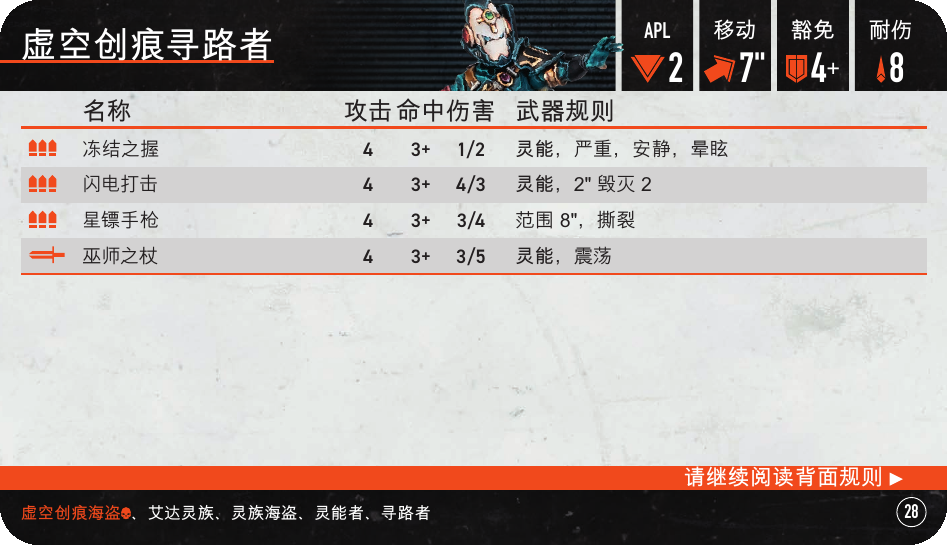 虚空创痕寻路者
APL 移动 豁免 耐伤
2 7" 4+ 8
名称 攻击 命中 伤害 武器规则
冻结之握 4 3+ 1/2 灵能，严重，安静，晕眩
闪电打击 4 3+ 4/3 灵能，2" 毁灭 2
星镖手枪 4 3+ 3/4 范围 8"，撕裂
巫师之杖 4 3+ 3/5 灵能，震荡
请继续阅读背面规则 ▶
虚空创痕海盗💀、艾达灵族、灵族海盗、灵能者、寻路者
28